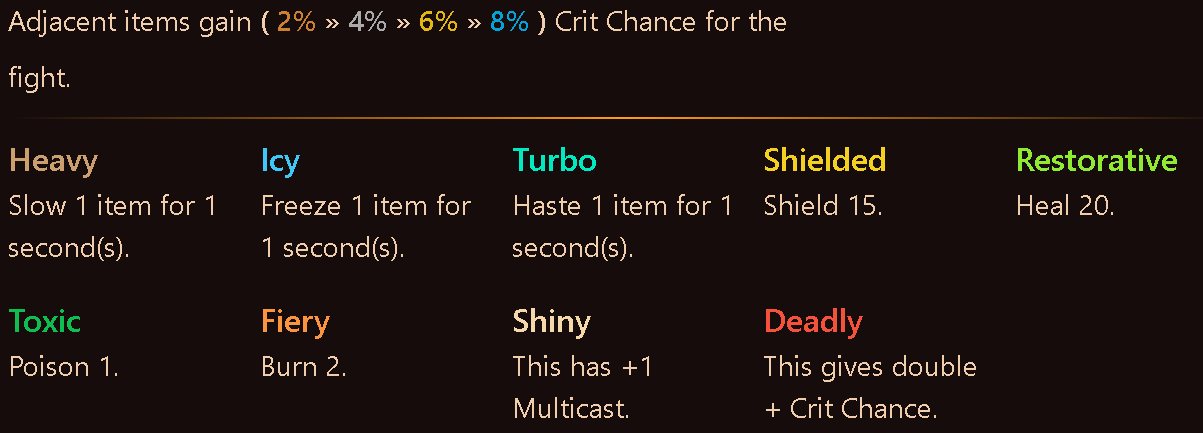 Adjacent items gain ( 2% » 4% » 6% » 8% ) Crit Chance for the
fight.
Heavy
Slow 1 item for 1
second(s).
Icy
Freeze 1 item for
1 second(s).
Turbo
Haste 1 item for 1
second(s).
Shielded
Shield 15.
Restorative
Heal 20.
Toxic
Poison 1.
Fiery
Burn 2.
Shiny
This has +1
Multicast.
Deadly
This gives double
+ Crit Chance.